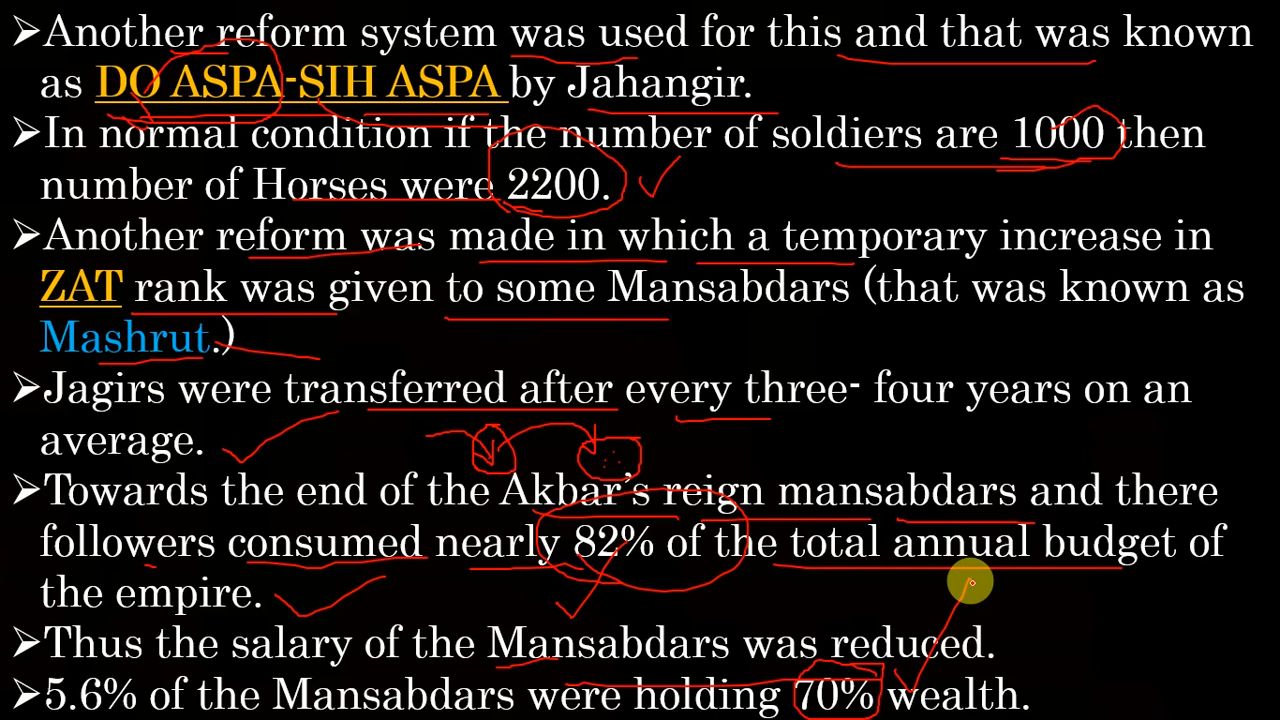 ➢Another reform system was used for this and that was known
as DO ASPA-SIH ASPA by Jahangir.
➢In normal condition if the number of soldiers are 1000 then
number of Horses were 2200.
➢Another reform was made in which a temporary increase in
ZAT rank was given to some Mansabdars (that was known as
Mashrut.)
➢Jagirs were transferred after every three- four years on an
average.
➢Towards the end of the Akbar's reign mansabdars and there
followers consumed nearly 82% of the total annual budget of
the empire.
➢Thus the salary of the Mansabdars was reduced.
➢5.6% of the Mansabdars were holding 70% wealth.